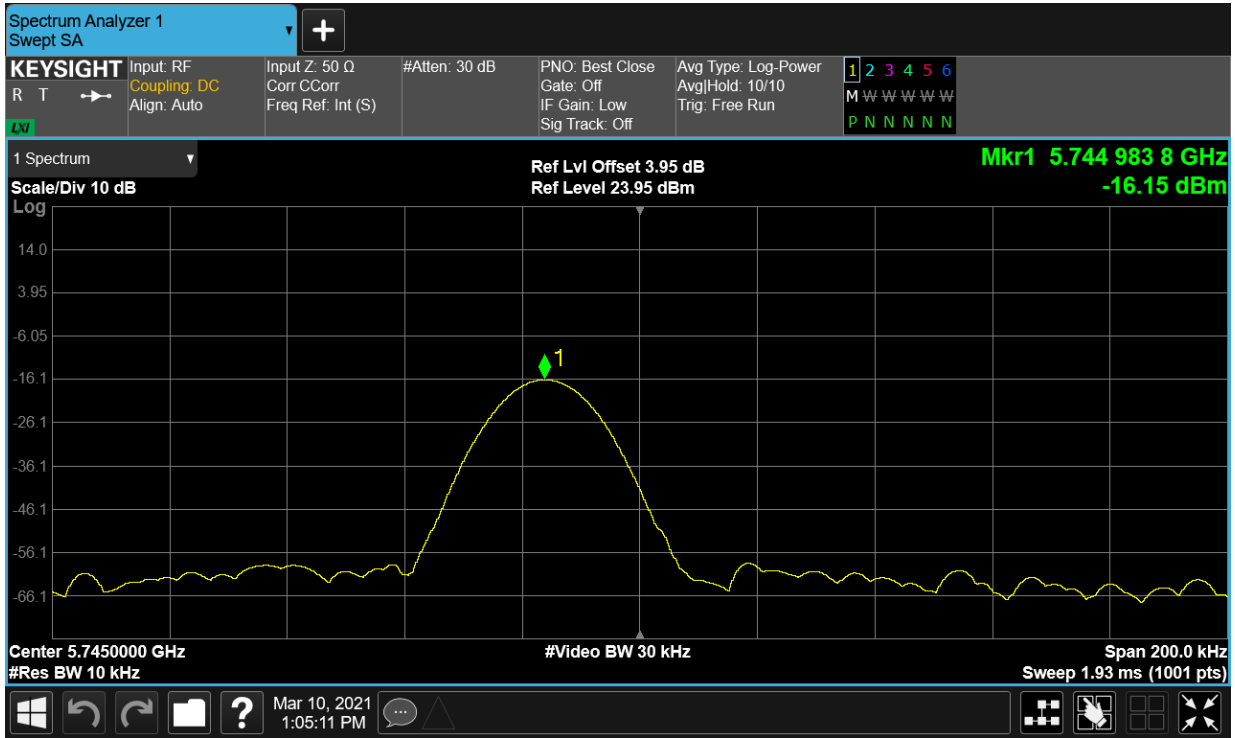 Spectrum Analyzer 1
Swept SA
KEYSIGHT
R T
LXI
Input: RF
Coupling: DC
Align: Auto
Input Z: 50 Ω
Corr CCorr
Freq Ref: Int (S)
#Atten: 30 dB
PNO: Best Close
Gate: Off
IF Gain: Low
Sig Track: Off
Avg Type: Log-Power
Avg|Hold: 10/10
Trig: Free Run
1 2 3 4 5 6
M W W W W W
P N N N N N
1 Spectrum
Scale/Div 10 dB
Log
Ref Lvl Offset 3.95 dB
Ref Level 23.95 dBm
Mkr1 5.744 983 8 GHz
-16.15 dBm
14.0
3.95
-6.05
1
-16.1
-26.1
-36.1
-46.1
-56.1
-66.1
Center 5.7450000 GHz
#Res BW 10 kHz
#Video BW 30 kHz
Span 200.0 kHz
Sweep 1.93 ms (1001 pts)
?
Mar 10, 2021
1:05:11 PM